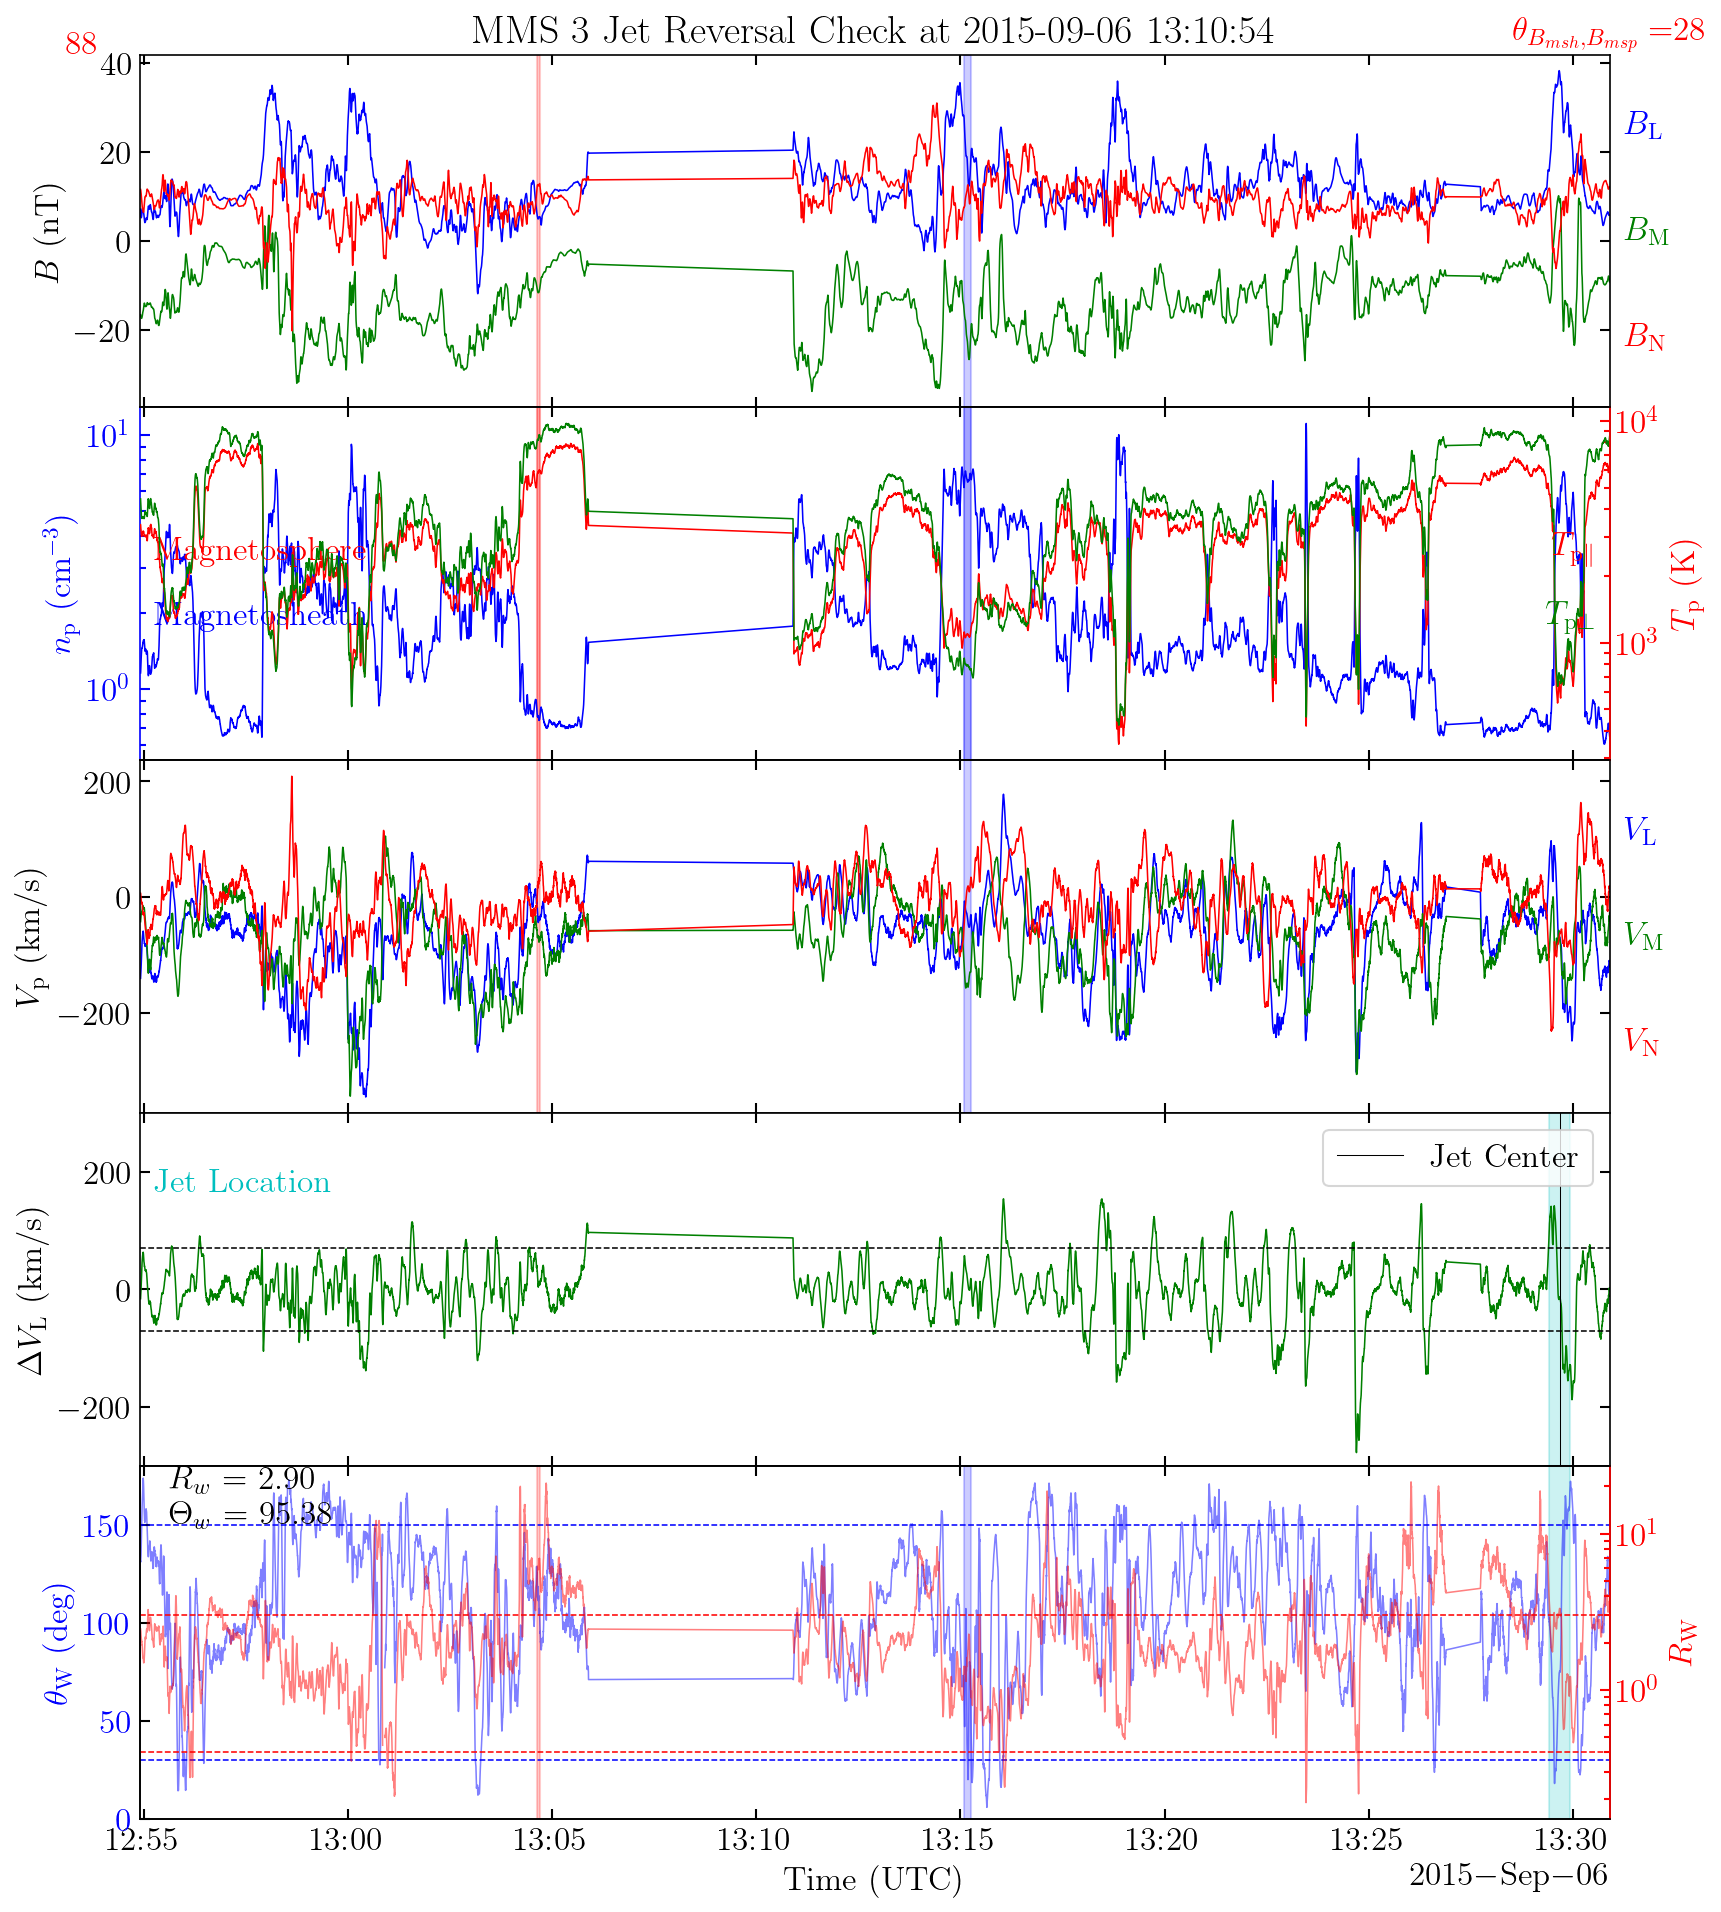 MMS 3 Jet Reversal Check at 2015-09-06 13:10:54
88
θ_{B_{msh},B_{msp}} =28
40
20
0
−20
B (nT)
B_L
B_M
B_N
10^1
10^0
n_p (cm^{−3})
Magnetosphere
Magnetosheath
10^4
10^3
T_p (K)
T_{p∥}
T_{p⊥}
200
0
−200
V_p (km/s)
V_L
V_M
V_N
200
0
−200
ΔV_L (km/s)
Jet Location
Jet Center
R_w = 2.90
Θ_w = 95.38
150
100
50
0
θ_W (deg)
10^1
10^0
R_W
12:55 13:00 13:05 13:10 13:15 13:20 13:25 13:30
Time (UTC)
2015−Sep−06